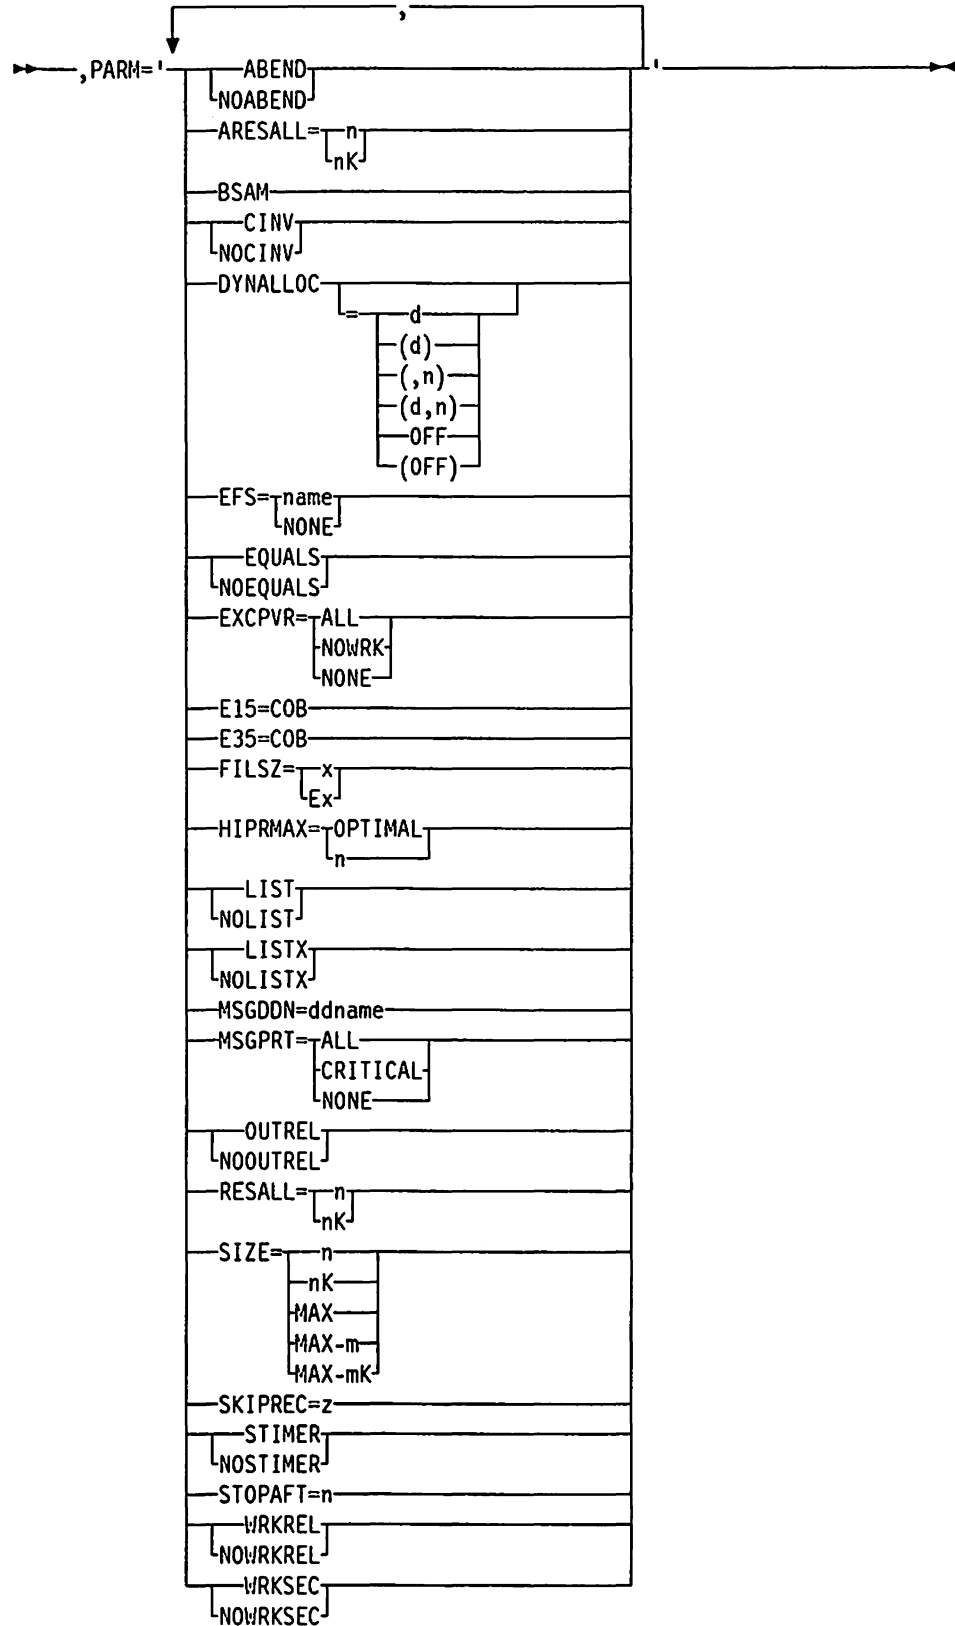 ,
,PARM=' ABEND '
NOABEND
ARESALL= n
nK
BSAM
CINV
NOCINV
DYNALLOC
= d
(d)
(,n)
(d,n)
OFF
(OFF)
EFS= name
NONE
EQUALS
NOEQUALS
EXCPVR= ALL
NOWRK
NONE
E15=COB
E35=COB
FILSZ= x
Ex
HIPRMAX= OPTIMAL
n
LIST
NOLIST
LISTX
NOLISTX
MSGDDN=ddname
MSGPRT= ALL
CRITICAL
NONE
OUTREL
NOOUTREL
RESALL= n
nK
SIZE= n
nK
MAX
MAX-m
MAX-mK
SKIPREC=z
STIMER
NOSTIMER
STOPAFT=n
WRKREL
NOWRKREL
WRKSEC
NOWRKSEC